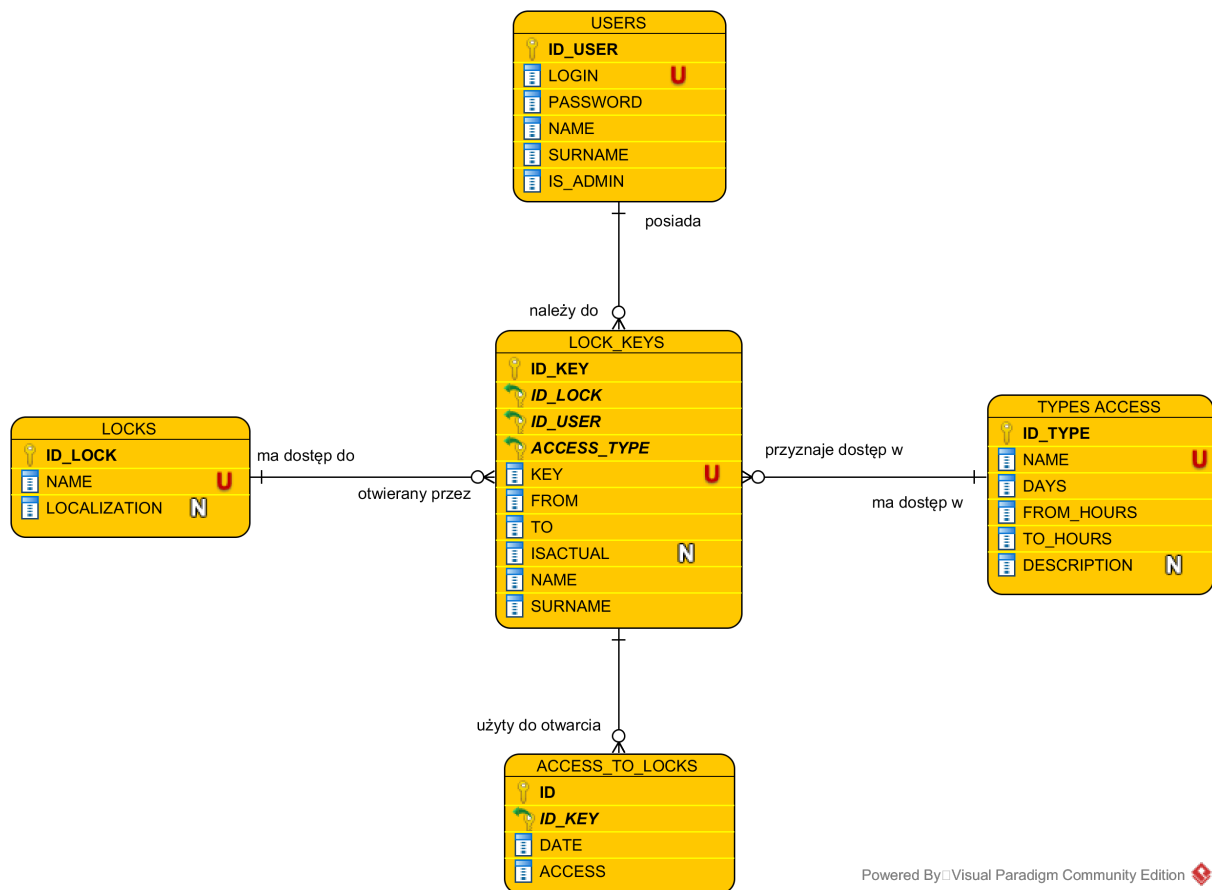 USERS
ID_USER
LOGIN U
PASSWORD
NAME
SURNAME
IS_ADMIN
posiada
należy do
LOCK_KEYS
ID_KEY
ID_LOCK
ID_USER
ACCESS_TYPE
KEY U
FROM
TO
ISACTUAL N
NAME
SURNAME
LOCKS
ID_LOCK
NAME U
LOCALIZATION N
ma dostęp do
otwierany przez
przyznaje dostęp w
ma dostęp w
TYPES ACCESS
ID_TYPE
NAME U
DAYS
FROM_HOURS
TO_HOURS
DESCRIPTION N
użyty do otwarcia
ACCESS_TO_LOCKS
ID
ID_KEY
DATE
ACCESS
Powered By Visual Paradigm Community Edition